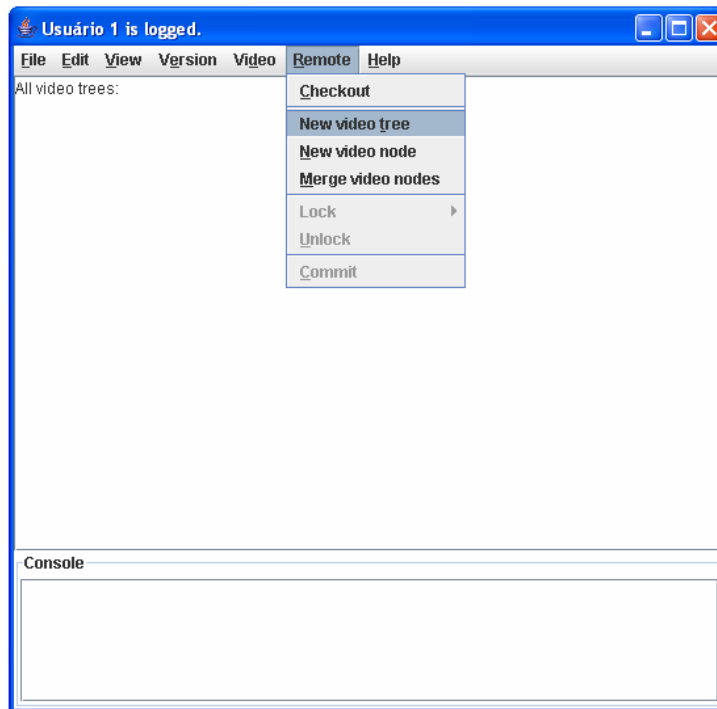 Usuário 1 is logged.
File Edit View Version Video Remote Help
All video trees:
Checkout
New video tree
New video node
Merge video nodes
Lock
Unlock
Commit
Console